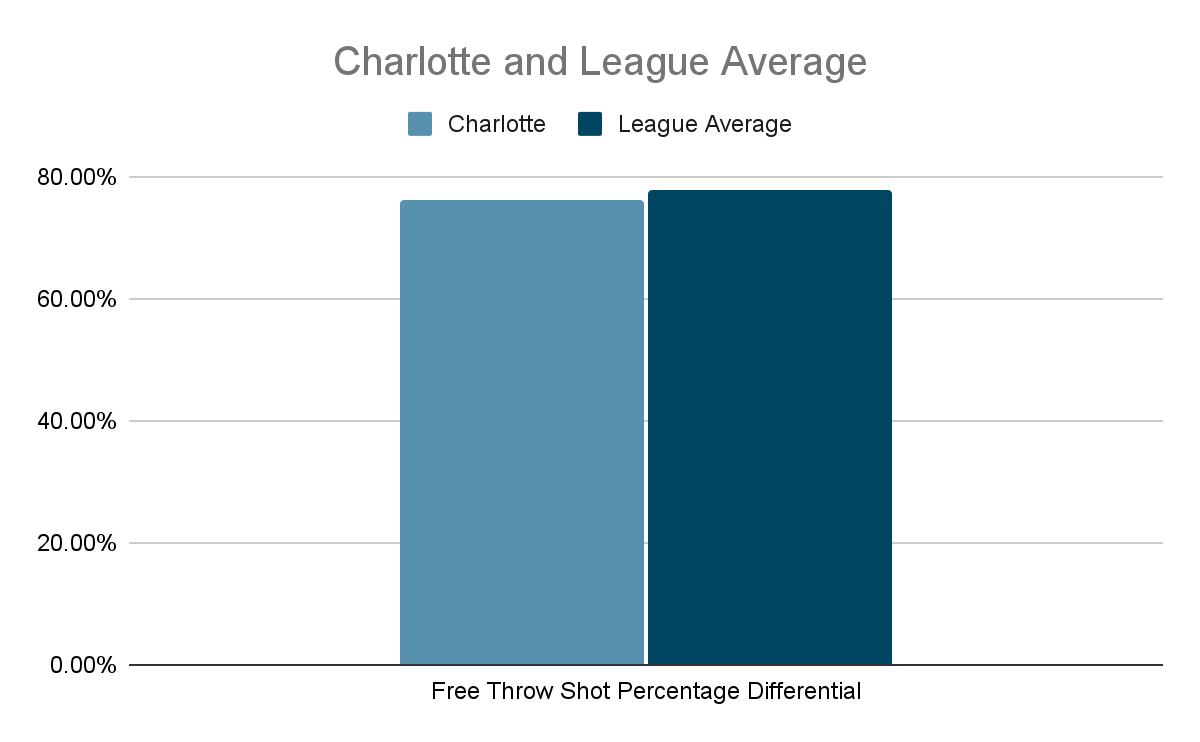 Charlotte and League Average
Charlotte League Average
80.00%
60.00%
40.00%
20.00%
0.00%
Free Throw Shot Percentage Differential